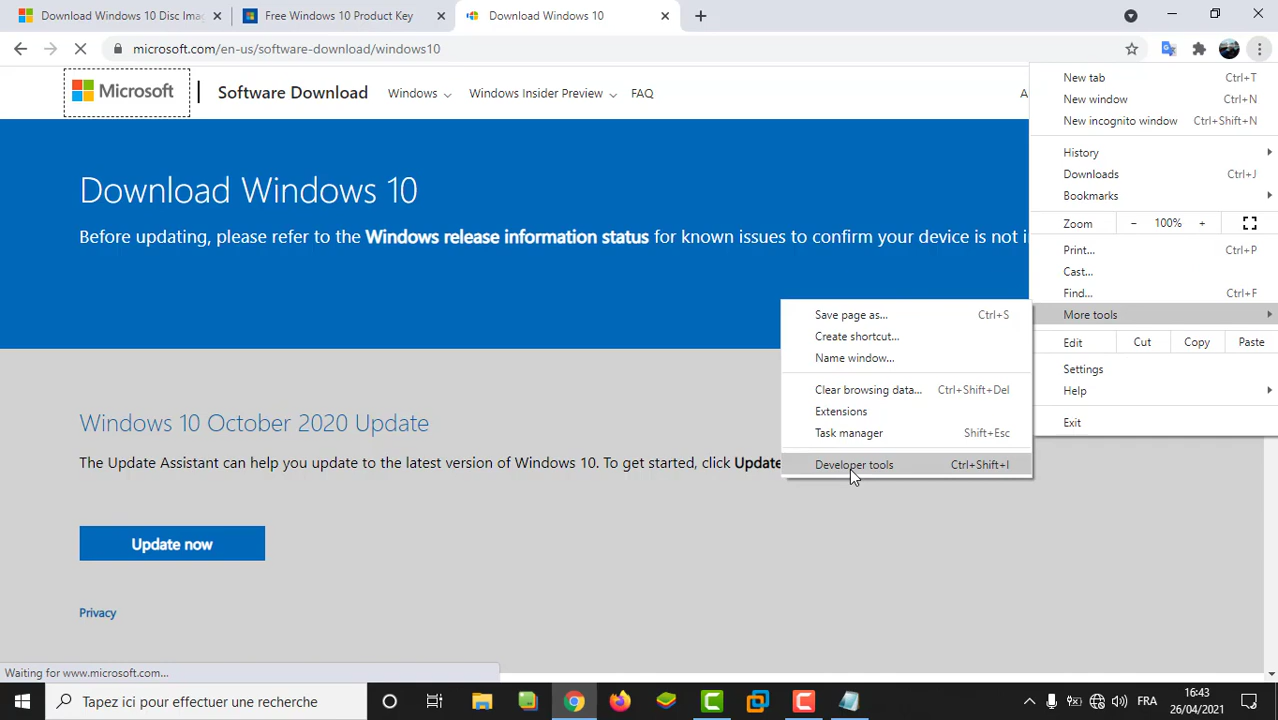 Download Windows 10 Disc Ima
Free Windows 10 Product Key
Download Windows 10
microsoft.com/en-us/software-download/windows10
Microsoft
Software Download
Windows
Windows Insider Preview
FAQ
A
Download Windows 10
Before updating, please refer to the Windows release information status for known issues to confirm your device is not i
Windows 10 October 2020 Update
The Update Assistant can help you update to the latest version of Windows 10. To get started, click Update
Update now
Privacy
New tab Ctrl+T
New window Ctrl+N
New incognito window Ctrl+Shift+N
History
Downloads Ctrl+J
Bookmarks
Zoom − 100% +
Print... Ctrl+P
Cast...
Find... Ctrl+F
More tools
Edit Cut Copy Paste
Settings
Help
Exit
Save page as... Ctrl+S
Create shortcut...
Name window...
Clear browsing data... Ctrl+Shift+Del
Extensions
Task manager Shift+Esc
Developer tools Ctrl+Shift+I
Waiting for www.microsoft.com...
Tapez ici pour effectuer une recherche
FRA
16:43
26/04/2021